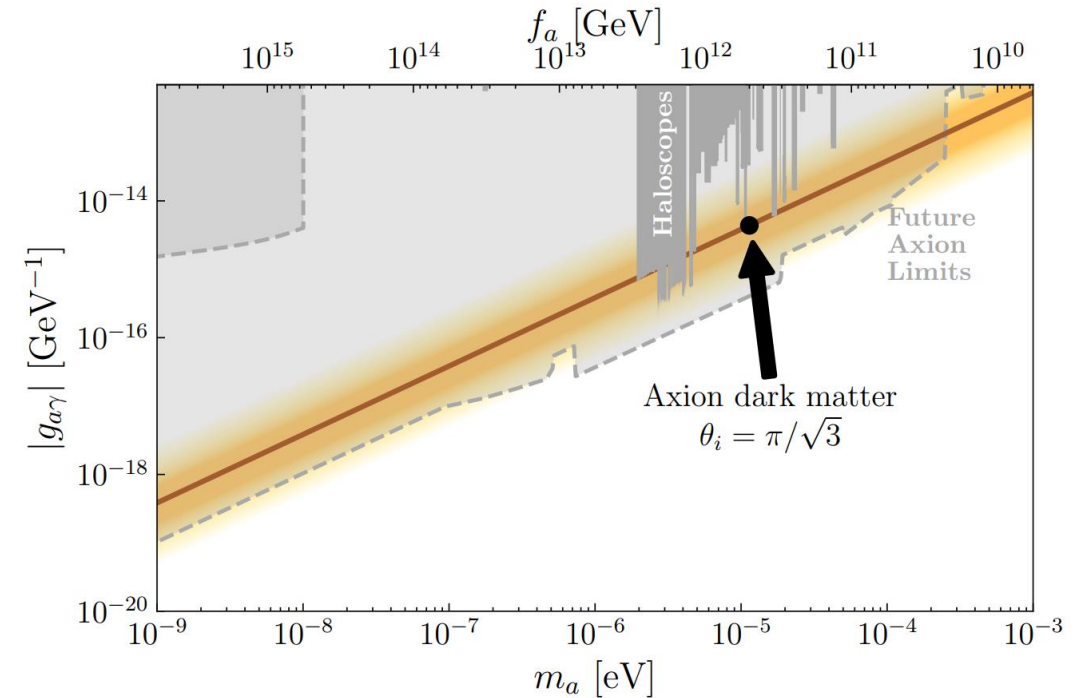 f_a [GeV]
10^15 10^14 10^13 10^12 10^11 10^10
|g_{aγ}| [GeV^{-1}]
10^{-14}
10^{-16}
10^{-18}
10^{-20}
Haloscopes
Future
Axion
Limits
Axion dark matter
θ_i = π/√3
10^{-9} 10^{-8} 10^{-7} 10^{-6} 10^{-5} 10^{-4} 10^{-3}
m_a [eV]